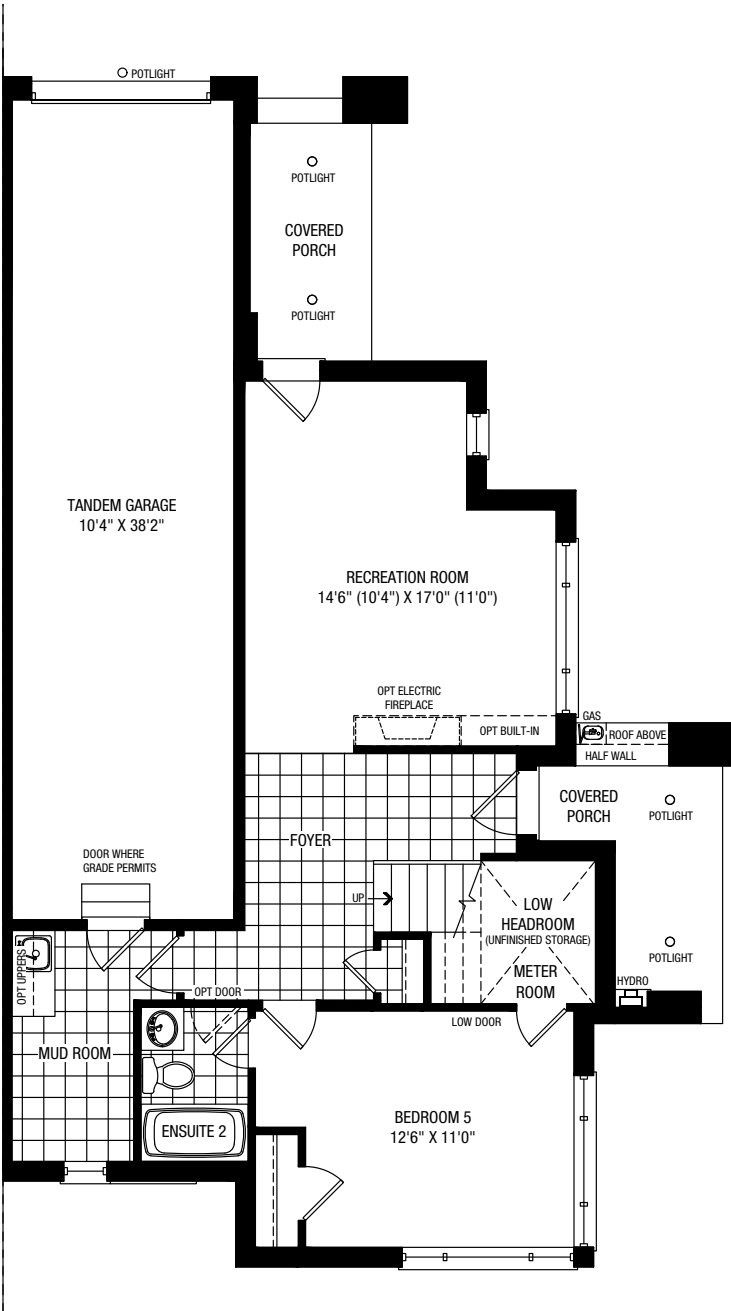 POTLIGHT
POTLIGHT
COVERED
PORCH
POTLIGHT
TANDEM GARAGE
10'4" X 38'2"
RECREATION ROOM
14'6" (10'4") X 17'0" (11'0")
OPT ELECTRIC
FIREPLACE
OPT BUILT-IN
GAS
ROOF ABOVE
HALF WALL
COVERED
PORCH
POTLIGHT
FOYER
DOOR WHERE
GRADE PERMITS
UP
LOW
HEADROOM
(UNFINISHED STORAGE)
METER
ROOM
POTLIGHT
HYDRO
OPT UPPERS
OPT DOOR
LOW DOOR
MUD ROOM
ENSUITE 2
BEDROOM 5
12'6" X 11'0"